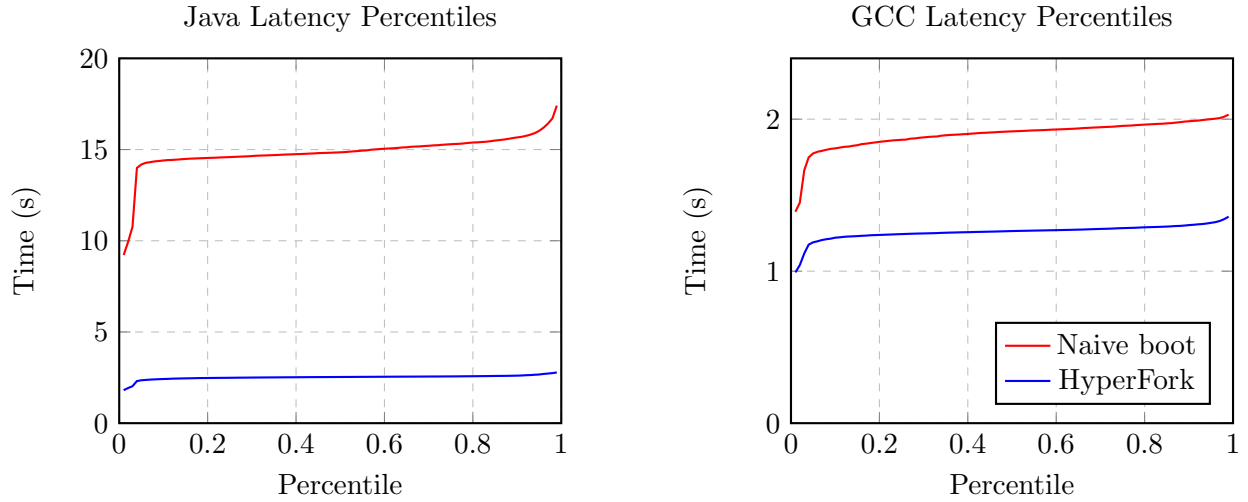 Java Latency Percentiles
20
15
10
5
0
0 0.2 0.4 0.6 0.8 1
Time (s)
Percentile
GCC Latency Percentiles
2
1
0
0 0.2 0.4 0.6 0.8 1
Time (s)
Percentile
Naive boot
HyperFork